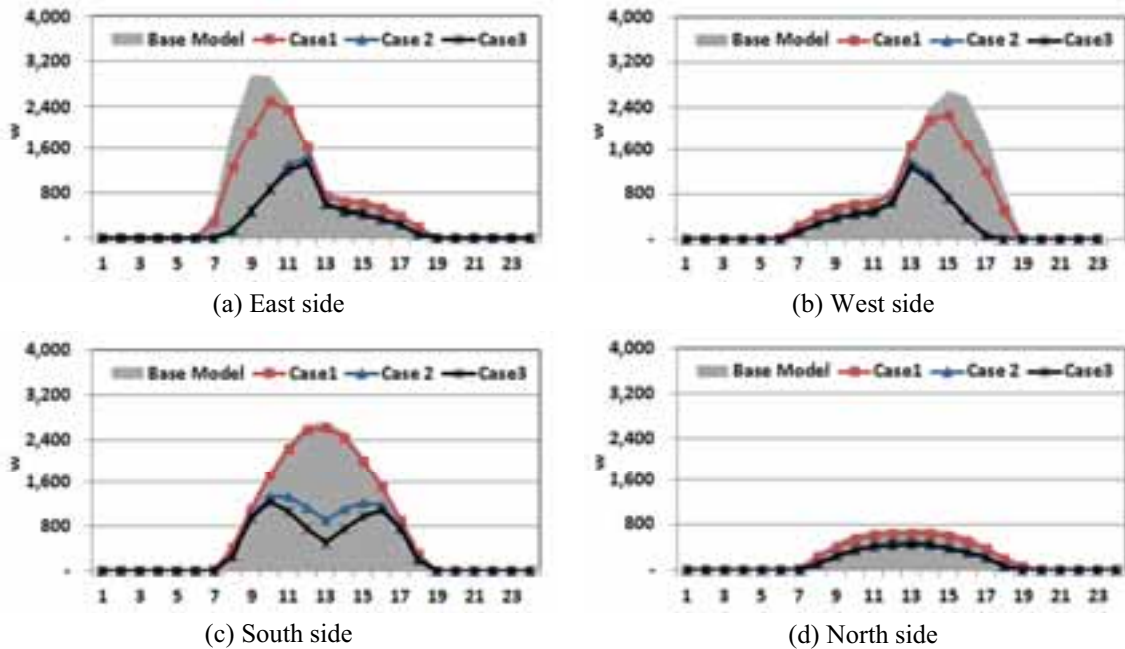 4,000
Base Model Case1 Case 2 Case3
3,200
2,400
1,600
800
-
w
1 3 5 7 9 11 13 15 17 19 21 23
(a) East side
4,000
Base Model Case1 Case 2 Case3
3,200
2,400
1,600
800
-
w
1 3 5 7 9 11 13 15 17 19 21 23
(b) West side
4,000
Base Model Case1 Case 2 Case3
3,200
2,400
1,600
800
-
w
1 3 5 7 9 11 13 15 17 19 21 23
(c) South side
4,000
Base Model Case1 Case 2 Case3
3,200
2,400
1,600
800
-
w
1 3 5 7 9 11 13 15 17 19 21 23
(d) North side